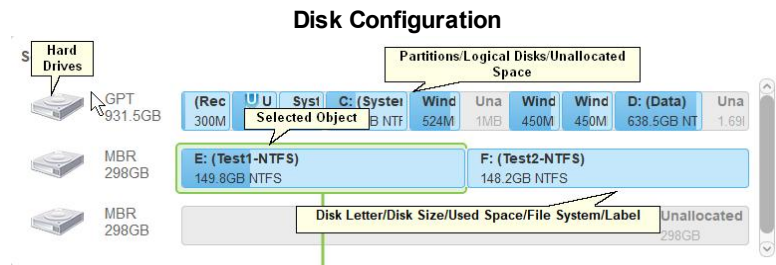 Disk Configuration
Hard
Drives
Partitions/Logical Disks/Unallocated
Space
GPT
931.5GB
(Rec
300M
U U
Syst
C: (System
B NTF
Wind
524M
Una
1MB
Wind
450M
Wind
450M
D: (Data)
638.5GB NT
Una
1.69
Selected Object
MBR
298GB
E: (Test1-NTFS)
149.8GB NTFS
F: (Test2-NTFS)
148.2GB NTFS
MBR
298GB
Disk Letter/Disk Size/Used Space/File System/Label
Unallocated
298GB